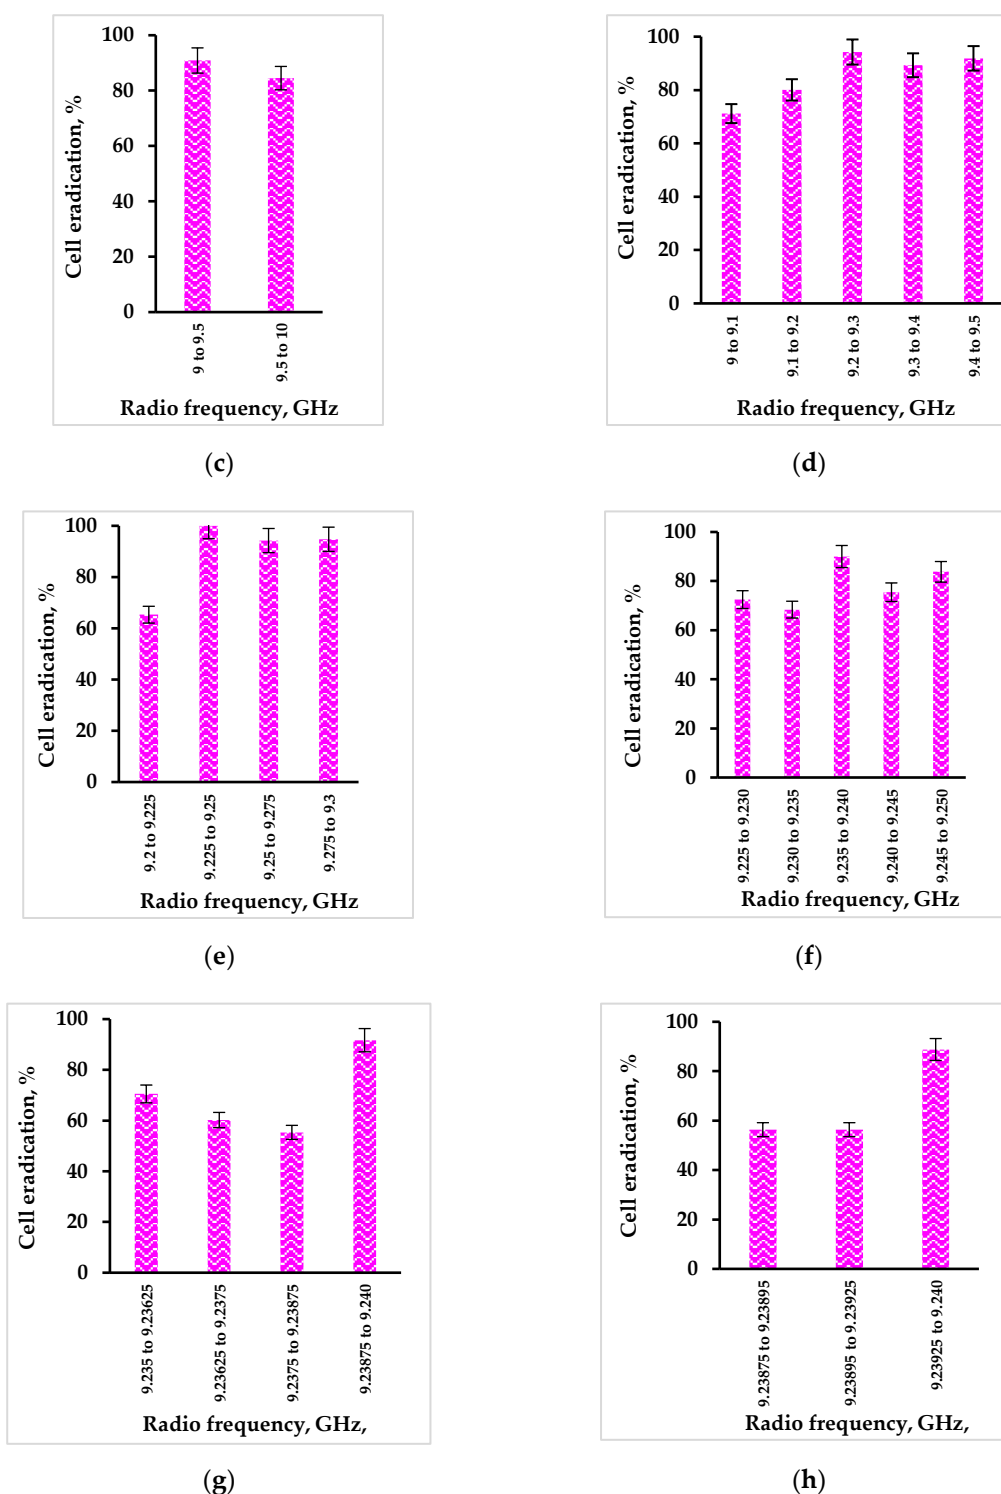 100
80
60
40
20
0
Cell eradication, %
9 to 9.5
9.5 to 10
Radio frequency, GHz
(c)
100
80
60
40
20
0
Cell eradication, %
9 to 9.1
9.1 to 9.2
9.2 to 9.3
9.3 to 9.4
9.4 to 9.5
Radio frequency, GHz
(d)
100
80
60
40
20
0
Cell eradication, %
9.2 to 9.225
9.225 to 9.25
9.25 to 9.275
9.275 to 9.3
Radio frequency, GHz
(e)
100
80
60
40
20
0
Cell eradication, %
9.225 to 9.230
9.230 to 9.235
9.235 to 9.240
9.240 to 9.245
9.245 to 9.250
Radio frequency, GHz
(f)
100
80
60
40
20
0
Cell eradication, %
9.235 to 9.23625
9.23625 to 9.2375
9.2375 to 9.23875
9.23875 to 9.240
Radio frequency, GHz,
(g)
100
80
60
40
20
0
Cell eradication, %
9.23875 to 9.23895
9.23895 to 9.23925
9.23925 to 9.240
Radio frequency, GHz,
(h)